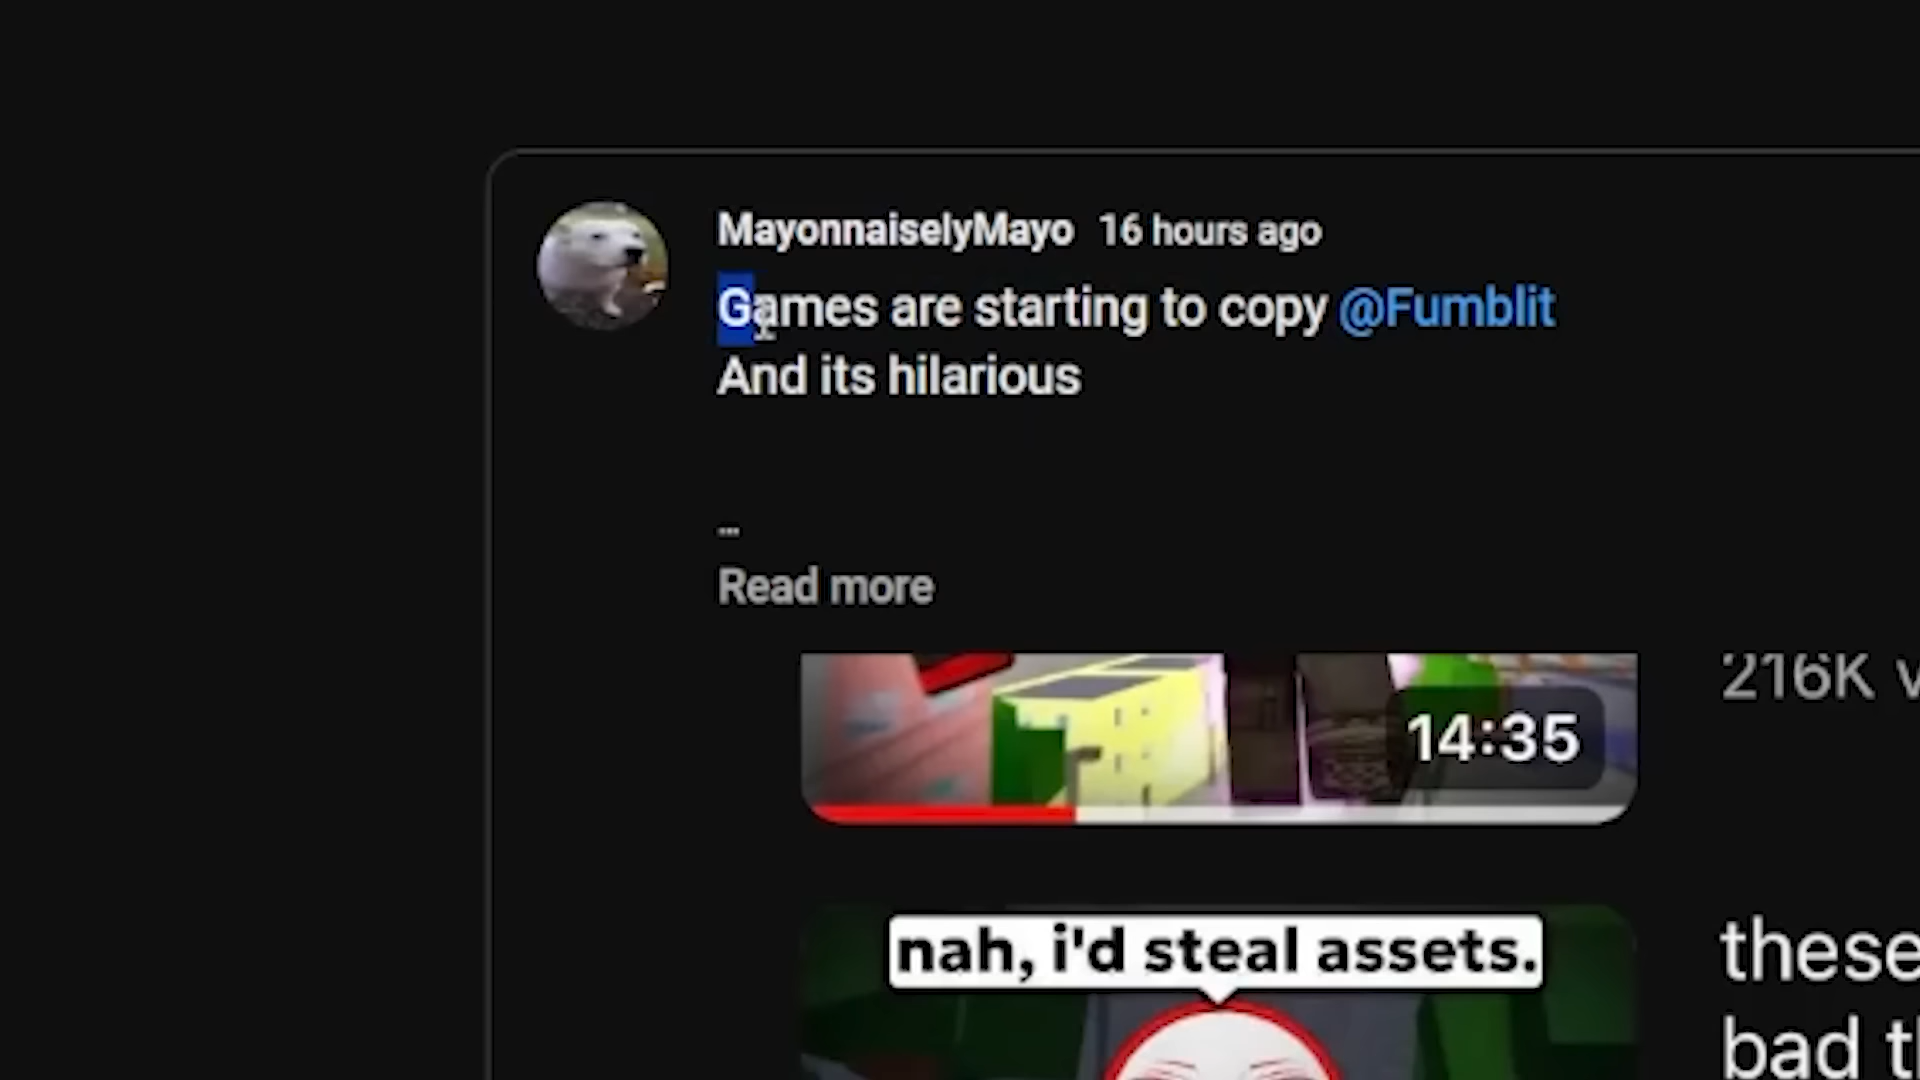 MayonnaiselyMayo 16 hours ago
Games are starting to copy @Fumblit
And its hilarious
...
Read more
216K
14:35
nah, i'd steal assets.
these
bad